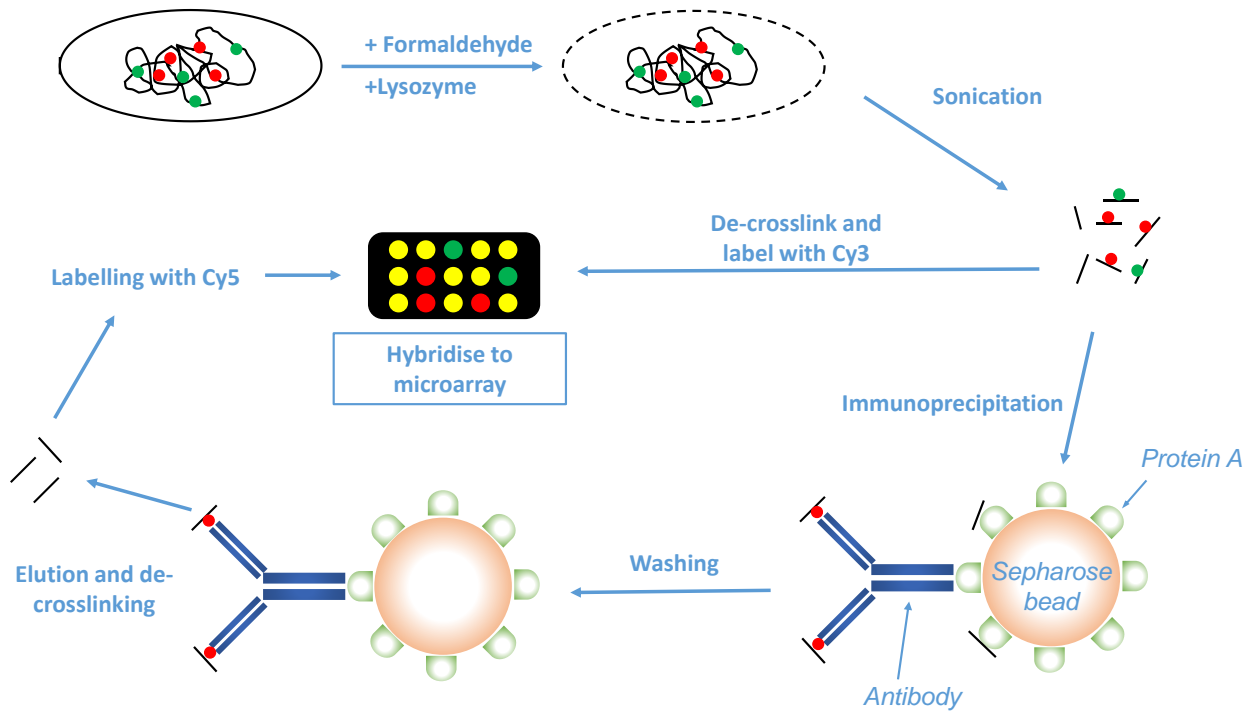 + Formaldehyde
+Lysozyme
Sonication
De-crosslink and
label with Cy3
Labelling with Cy5
Hybridise to
microarray
Immunoprecipitation
Protein A
Sepharose
bead
Antibody
Washing
Elution and de-
crosslinking